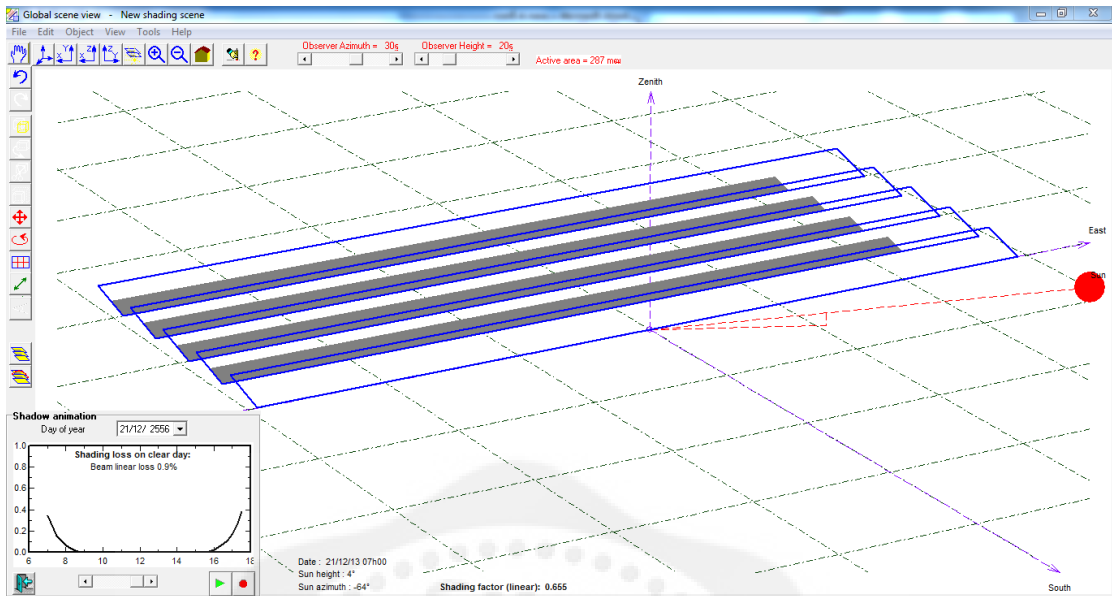 Global scene view - New shading scene
File Edit Object View Tools Help
Observer Azimuth = 30g
Observer Height = 20g
Active area = 287 mεω
Zenith
East
Sun
South
Shadow animation
Day of year
21/12/ 2556
Shading loss on clear day:
Beam linear loss 0.9%
1.0
0.8
0.6
0.4
0.2
0.0
6 8 10 12 14 16 18
Date : 21/12/13 07h00
Sun height : 4°
Sun azimuth : -64°
Shading factor (linear): 0.655